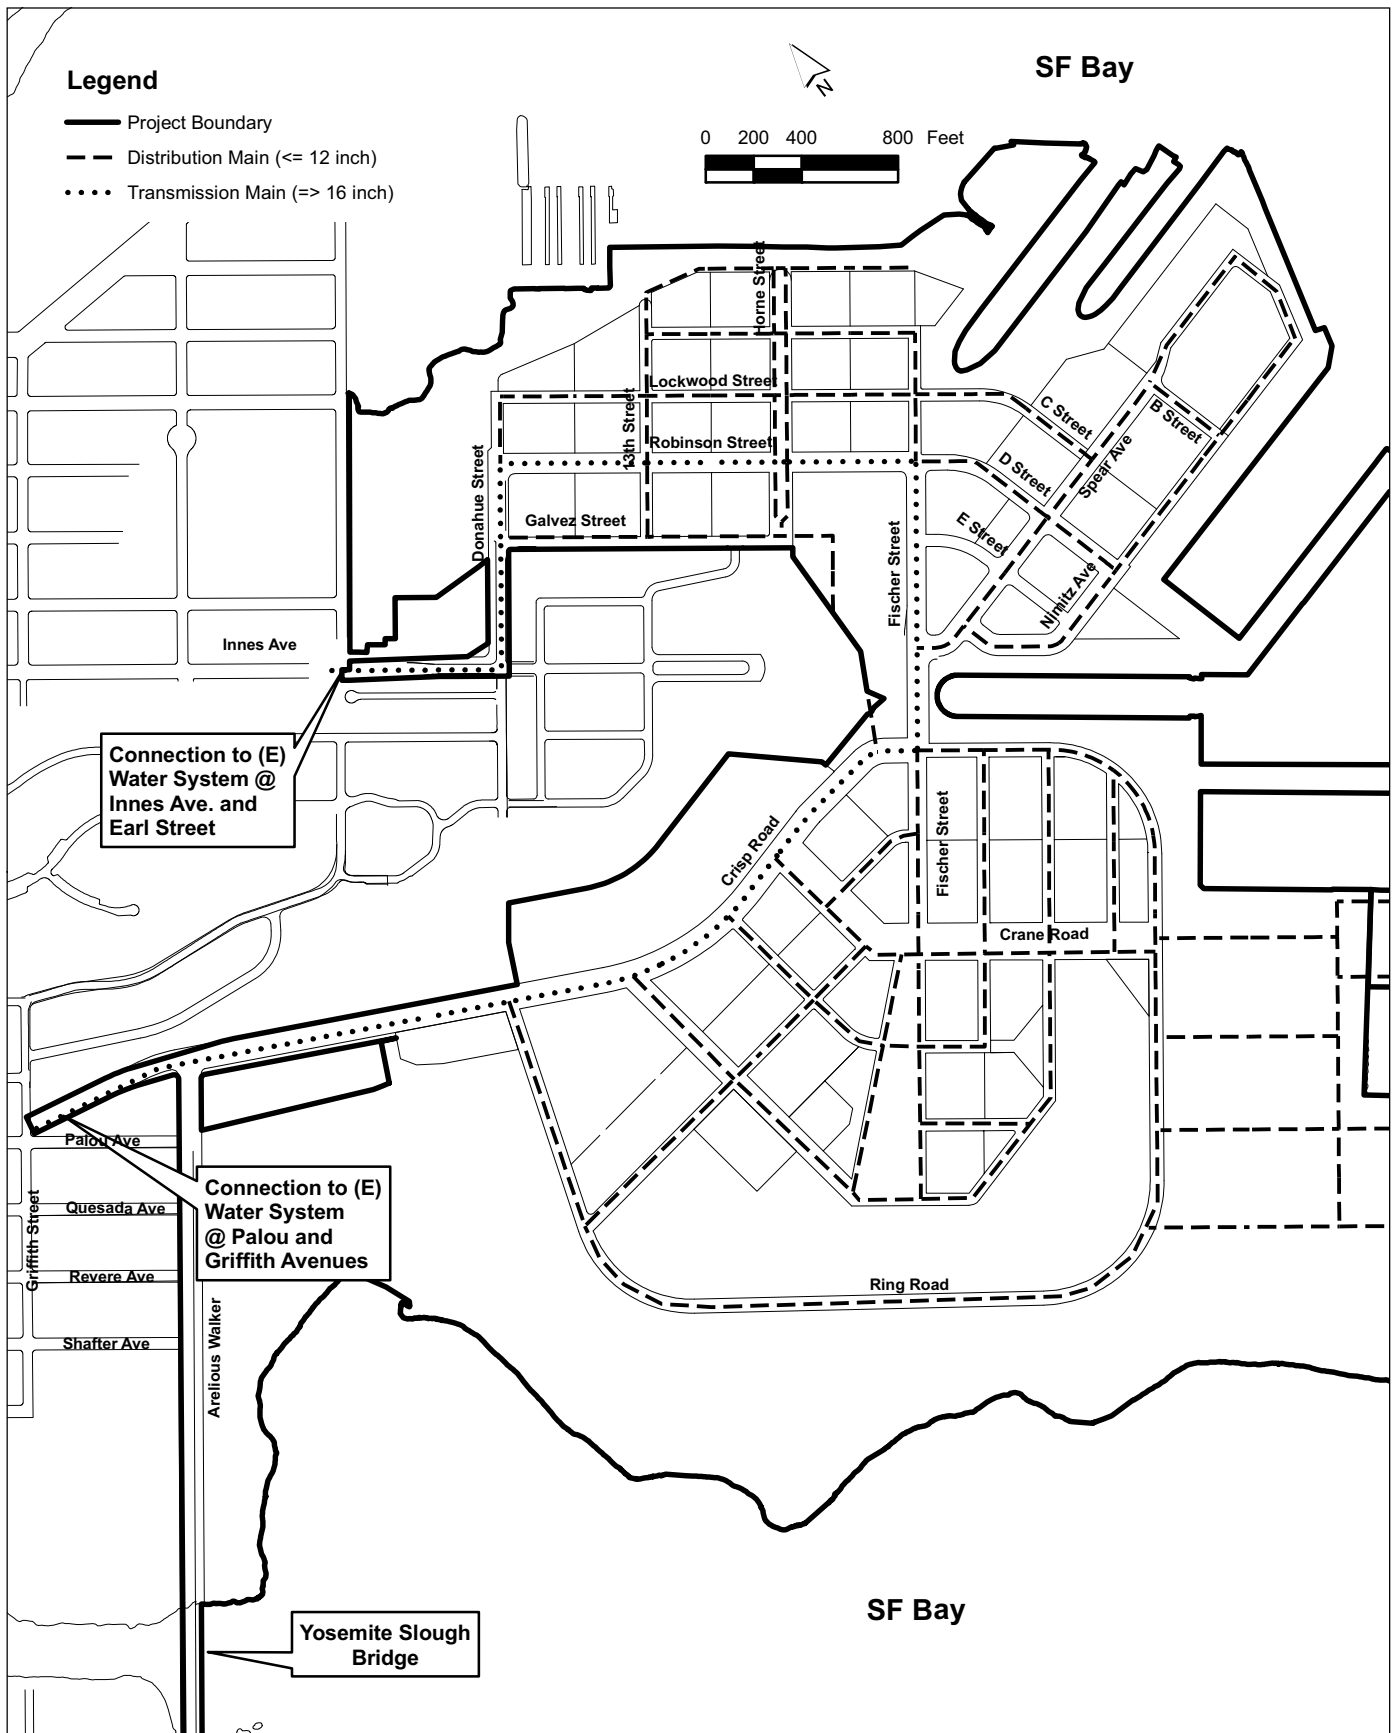 SF Bay
N
Legend
Project Boundary
Distribution Main (<= 12 inch)
Transmission Main (=> 16 inch)
0 200 400 800 Feet
Horne Street
Lockwood Street
13th Street
Robinson Street
Donahue Street
Galvez Street
C Street
B Street
D Street
Spear Ave
E Street
Fischer Street
Nimitz Ave
Innes Ave
Connection to (E)
Water System @
Innes Ave. and
Earl Street
Crisp Road
Fischer Street
Crane Road
Palou Ave
Connection to (E)
Water System
@ Palou and
Griffith Avenues
Quesada Ave
Griffith Street
Revere Ave
Ring Road
Shafter Ave
Arelious Walker
SF Bay
Yosemite Slough
Bridge